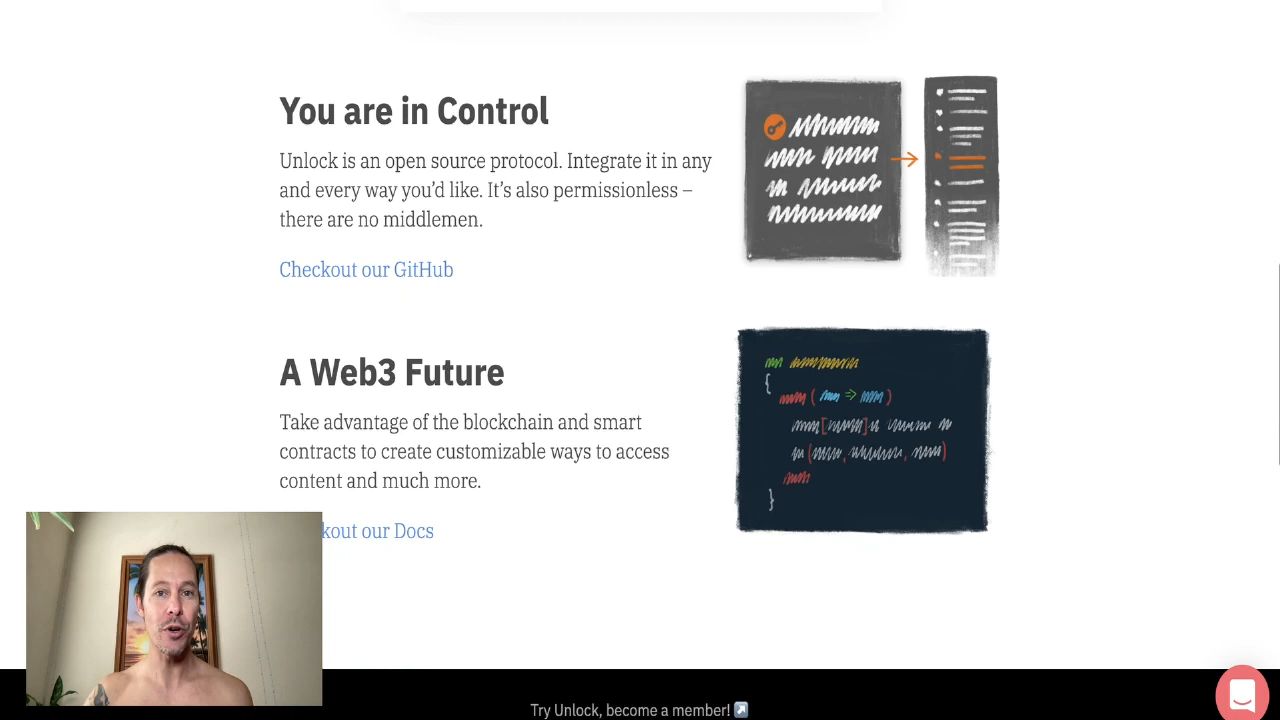 You are in Control
Unlock is an open source protocol. Integrate it in any
and every way you’d like. It’s also permissionless –
there are no middlemen.
Checkout our GitHub
A Web3 Future
Take advantage of the blockchain and smart
contracts to create customizable ways to access
content and much more.
kout our Docs
Try Unlock, become a member!